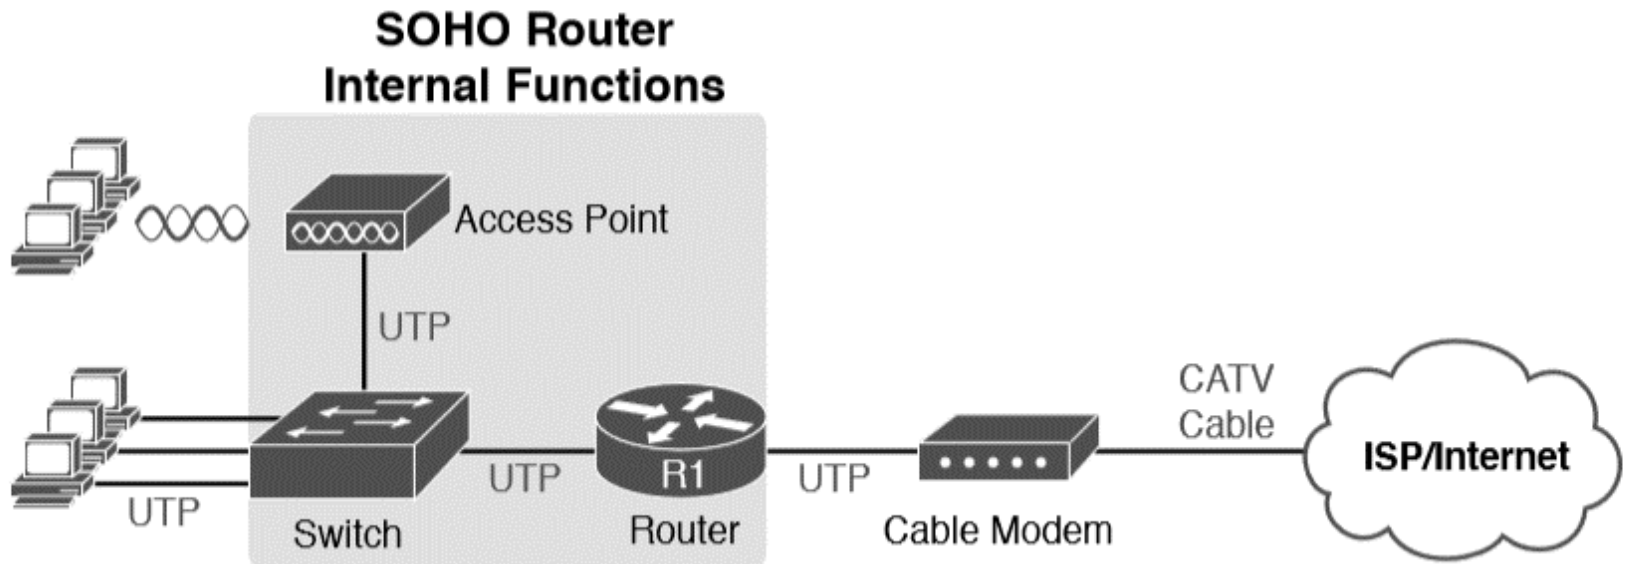 SOHO Router
Internal Functions
Access Point
UTP
CATV
Cable
ISP/Internet
UTP
UTP
R1
UTP
Switch
Router
Cable Modem